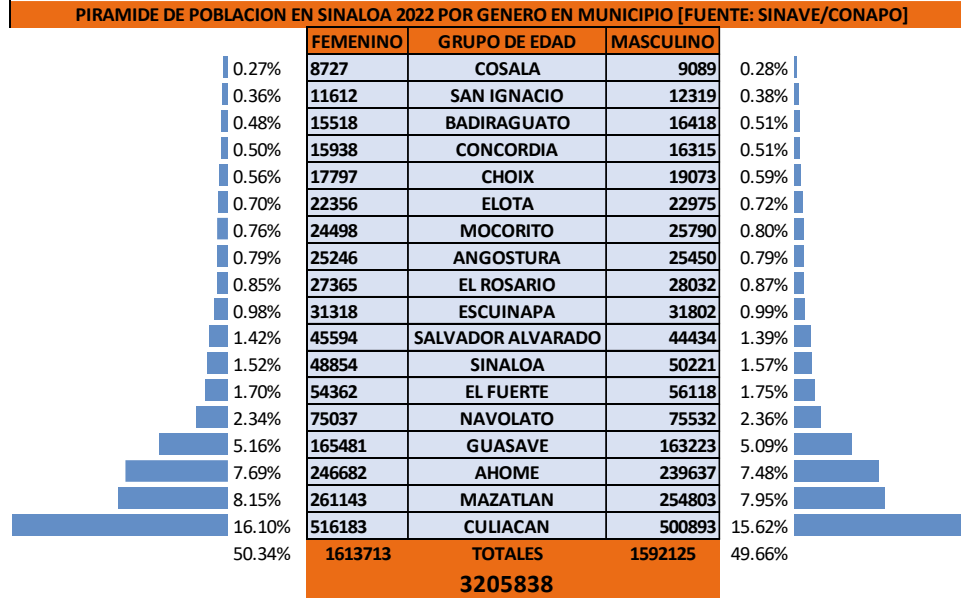 PIRAMIDE DE POBLACION EN SINALOA 2022 POR GENERO EN MUNICIPIO [FUENTE: SINAVE/CONAPO]
FEMENINO GRUPO DE EDAD MASCULINO
0.27% 8727 COSALA 9089 0.28%
0.36% 11612 SAN IGNACIO 12319 0.38%
0.48% 15518 BADIRAGUATO 16418 0.51%
0.50% 15938 CONCORDIA 16315 0.51%
0.56% 17797 CHOIX 19073 0.59%
0.70% 22356 ELOTA 22975 0.72%
0.76% 24498 MOCORITO 25790 0.80%
0.79% 25246 ANGOSTURA 25450 0.79%
0.85% 27365 EL ROSARIO 28032 0.87%
0.98% 31318 ESCUINAPA 31802 0.99%
1.42% 45594 SALVADOR ALVARADO 44434 1.39%
1.52% 48854 SINALOA 50221 1.57%
1.70% 54362 EL FUERTE 56118 1.75%
2.34% 75037 NAVOLATO 75532 2.36%
5.16% 165481 GUASAVE 163223 5.09%
7.69% 246682 AHOME 239637 7.48%
8.15% 261143 MAZATLAN 254803 7.95%
16.10% 516183 CULIACAN 500893 15.62%
50.34% 1613713 TOTALES 1592125 49.66%
3205838